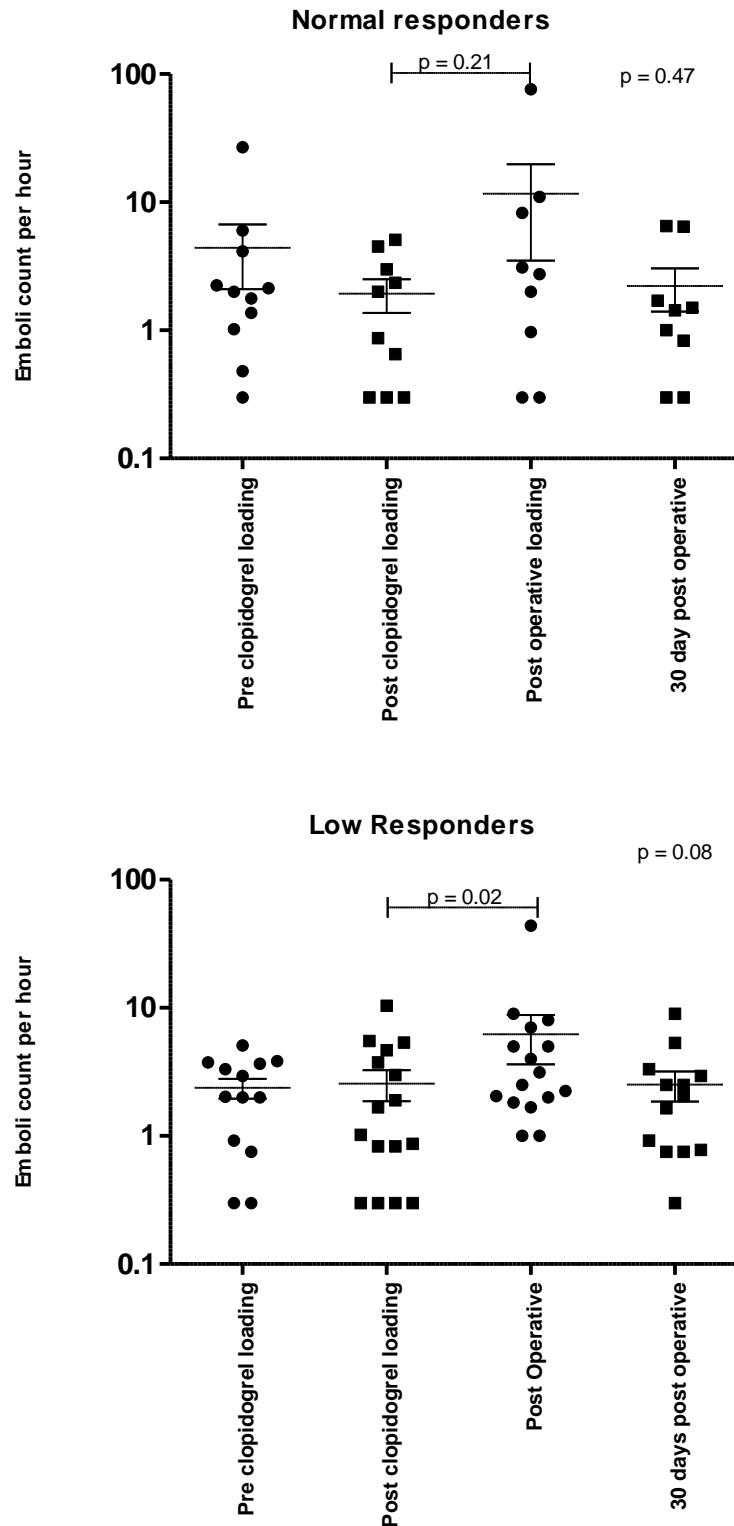 Normal responders
p = 0.21
p = 0.47
100
10
1
0.1
Emboli count per hour
Pre clopidogrel loading
Post clopidogrel loading
Post operative loading
30 day post operative
Low Responders
p = 0.08
p = 0.02
100
10
1
0.1
Emboli count per hour
Pre clopidogrel loading
Post clopidogrel loading
Post Operative
30 days post operative